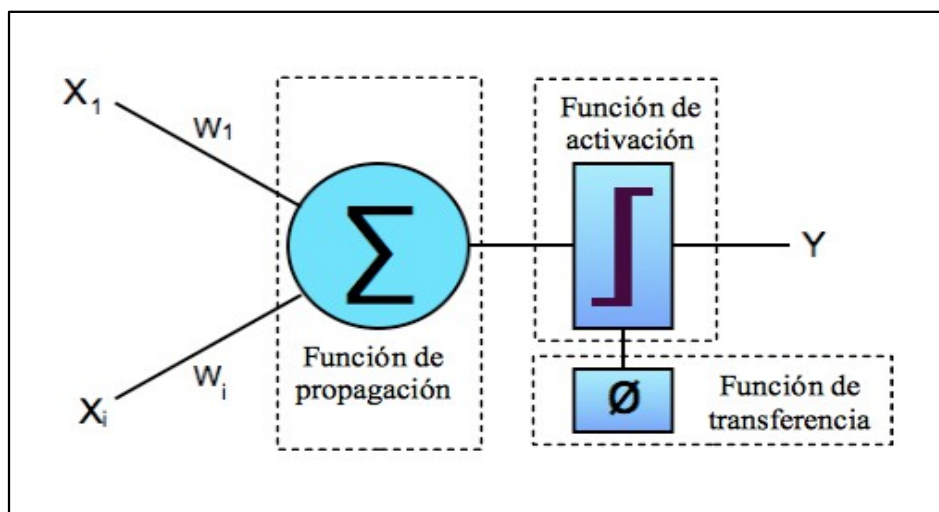 X1
W1
Xi
Wi
Σ
Función de
propagación
Función de
activación
Y
Ø
Función de
transferencia